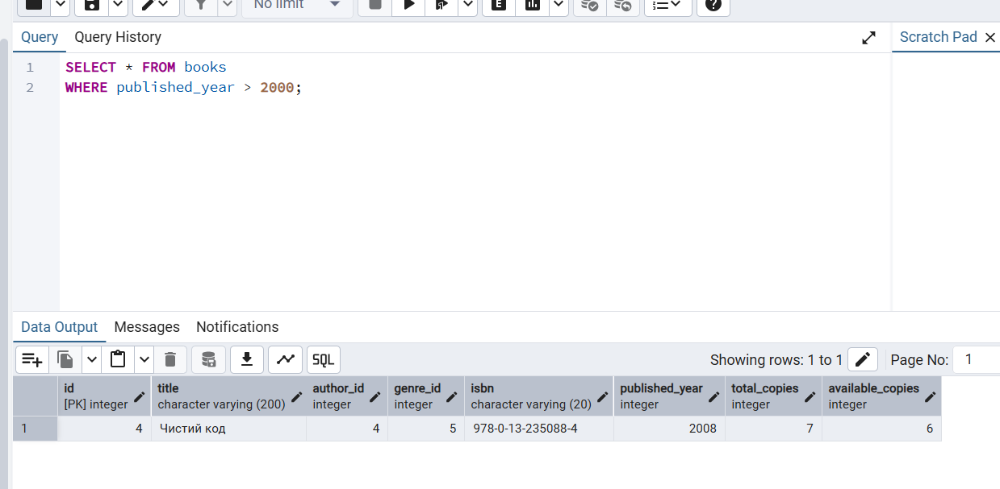 No limit
Query Query History Scratch Pad
1 SELECT * FROM books
2 WHERE published_year > 2000;
Data Output Messages Notifications
SQL Showing rows: 1 to 1 Page No: 1
id title author_id genre_id isbn published_year total_copies available_copies
[PK] integer character varying (200) integer integer character varying (20) integer integer integer
1 4 Чистий код 4 5 978-0-13-235088-4 2008 7 6